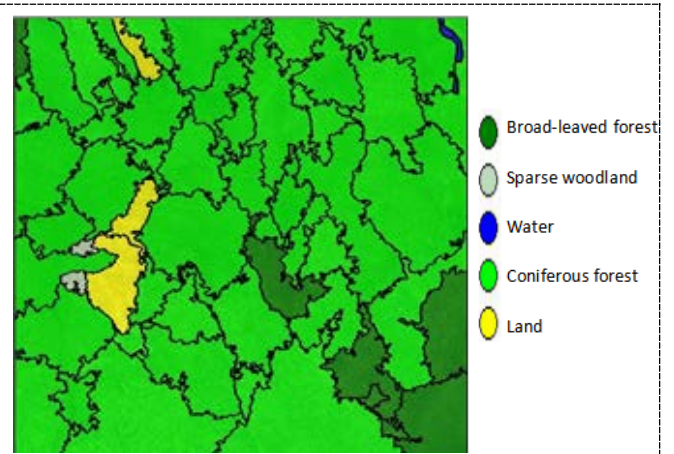 Broad-leaved forest
Sparse woodland
Water
Coniferous forest
Land